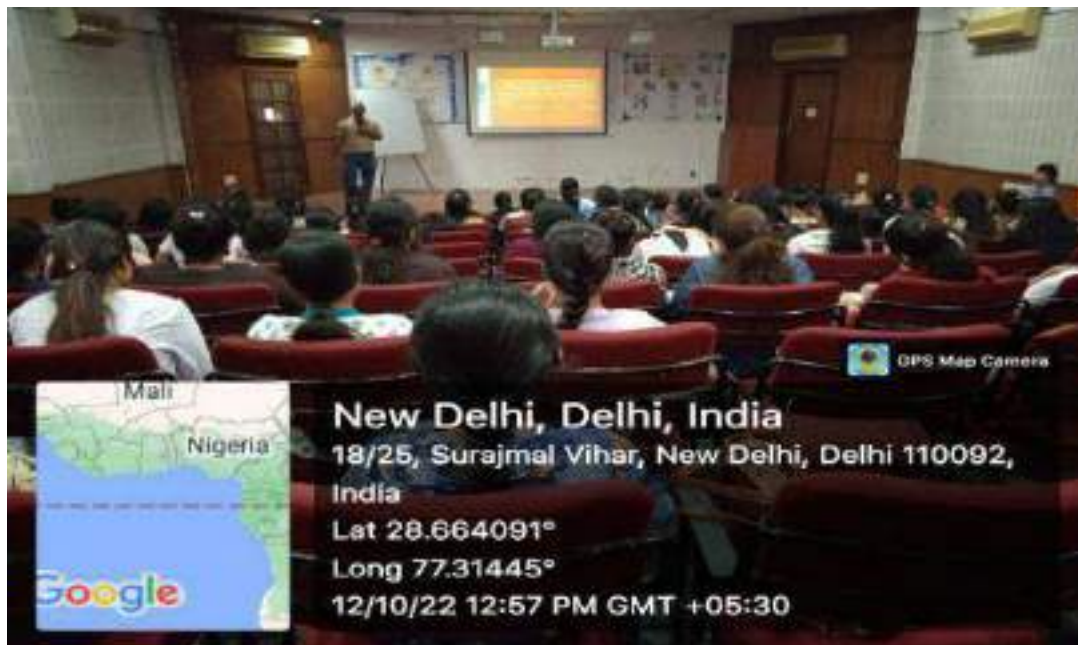 GPS Map Camera
Mali
Nigeria
Google
New Delhi, Delhi, India
18/25, Surajmal Vihar, New Delhi, Delhi 110092,
India
Lat 28.664091°
Long 77.31445°
12/10/22 12:57 PM GMT +05:30